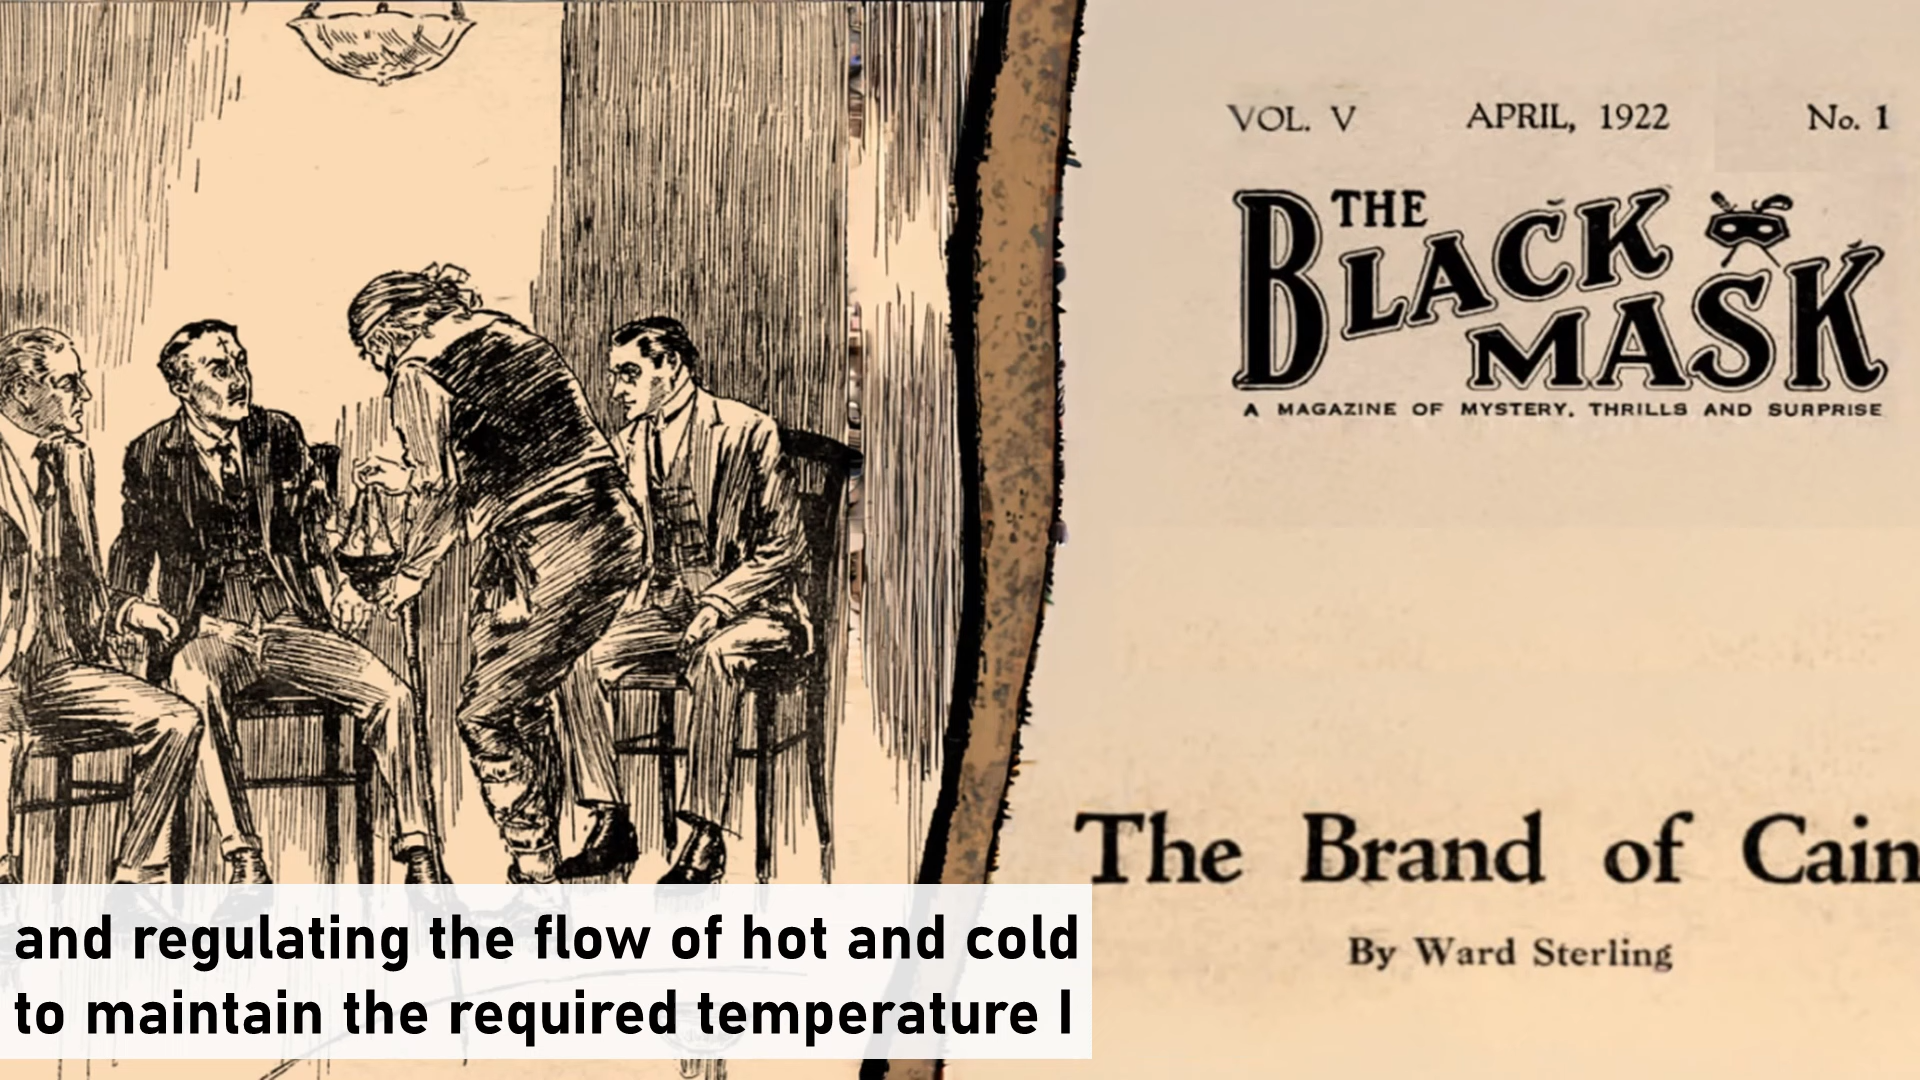 VOL. V APRIL, 1922 No. 1
THE
BLACK
MASK
A MAGAZINE OF MYSTERY, THRILLS AND SURPRISE
The Brand of Cain
By Ward Sterling
and regulating the flow of hot and cold
to maintain the required temperature I